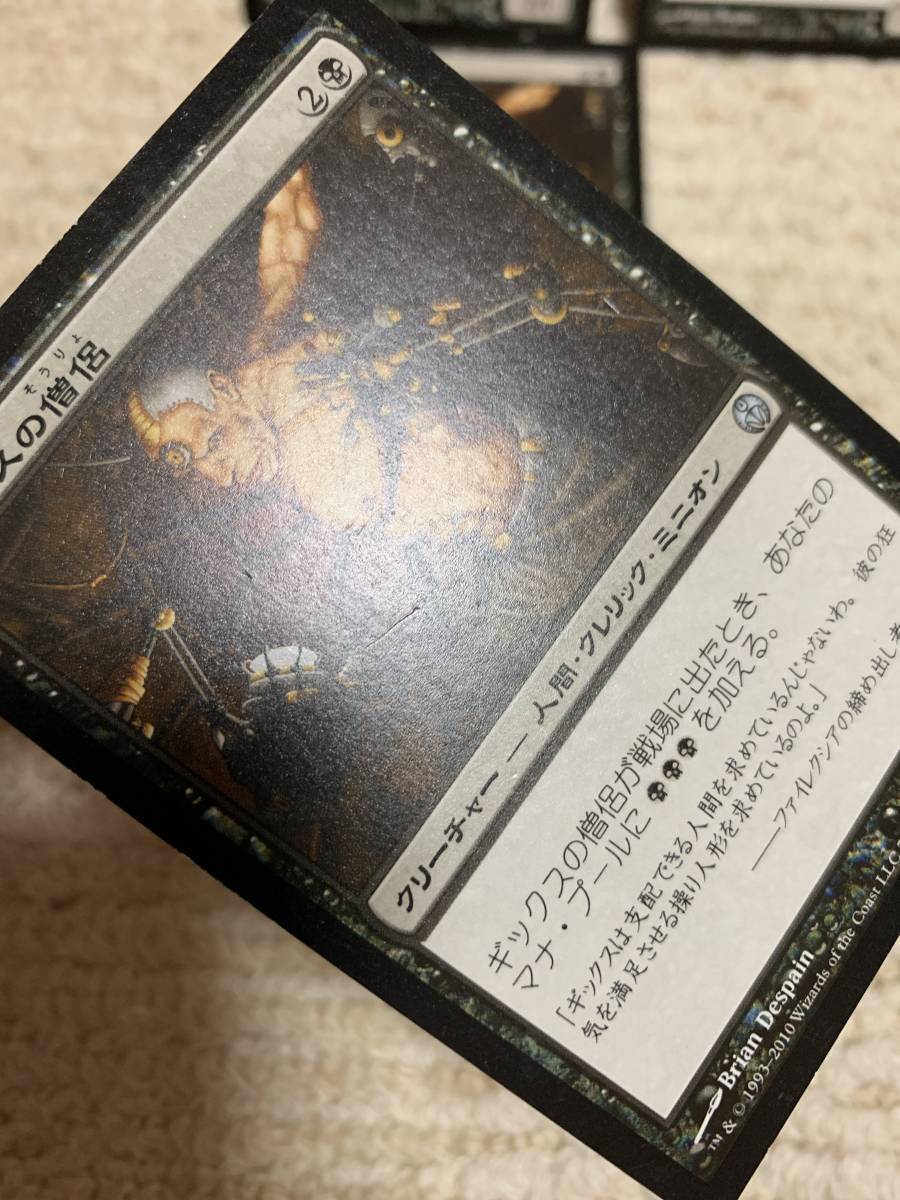 スの僧侶
そうりょ
2
クリーチャー — 人間・クレリック・ミニオン
ギックスの僧侶が戦場に出たとき、あなたの
マナ・プールに を加える。
「ギックスは支配できる人間を求めているんじゃないわ。 彼の狂
気を満足させる操り人形を求めているのよ。」
——ファイレクシアの締め出し
Brian Despain
™ & © 1993–2010 Wizards of the Coast LLC